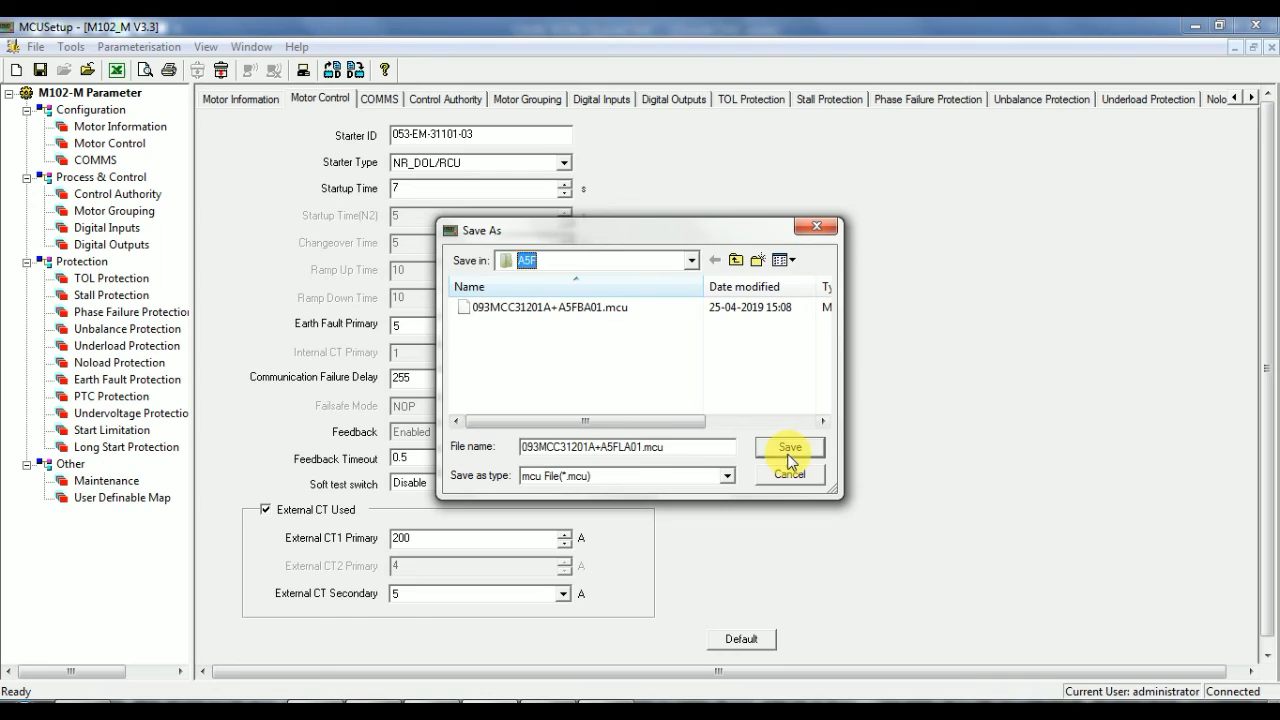 MCUSetup - [M102_M V3.3]
File Tools Parameterisation View Window Help
M102-M Parameter
Configuration
Motor Information
Motor Control
COMMS
Process & Control
Control Authority
Motor Grouping
Digital Inputs
Digital Outputs
Protection
TOL Protection
Stall Protection
Phase Failure Protectio
Unbalance Protection
Underload Protection
Noload Protection
Earth Fault Protection
PTC Protection
Undervoltage Protectio
Start Limitation
Long Start Protection
Other
Maintenance
User Definable Map
Motor Information Motor Control COMMS Control Authority Motor Grouping Digital Inputs Digital Outputs Protection Stall Protection Phase Failure Protection Unbalance Protection Underload Protection Nolo
Starter ID 053-EM-31101-03
Starter Type NR_DOL/RCU
Startup Time 7 s
Startup Time(N2) 5
Changeover Time 5
Ramp Up Time 10
Ramp Down Time 10
Earth Fault Primary 5
Internal CT Primary 1
Communication Failure Delay 255
Failsafe Mode NOP
Feedback Enabled
Feedback Timeout 0.5
Soft test switch Disable
External CT Used
External CT1 Primary 200 A
External CT2 Primary 4 A
External CT Secondary 5 A
Default
Save As
Save in: A5F
Name Date modified Ty
093MCC31201A+A5FBA01.mcu 25-04-2019 15:08 M
File name: 093MCC31201A+A5FLA01.mcu Save
Save as type: mcu File(*.mcu) Cancel
Ready Current User: administrator Connected